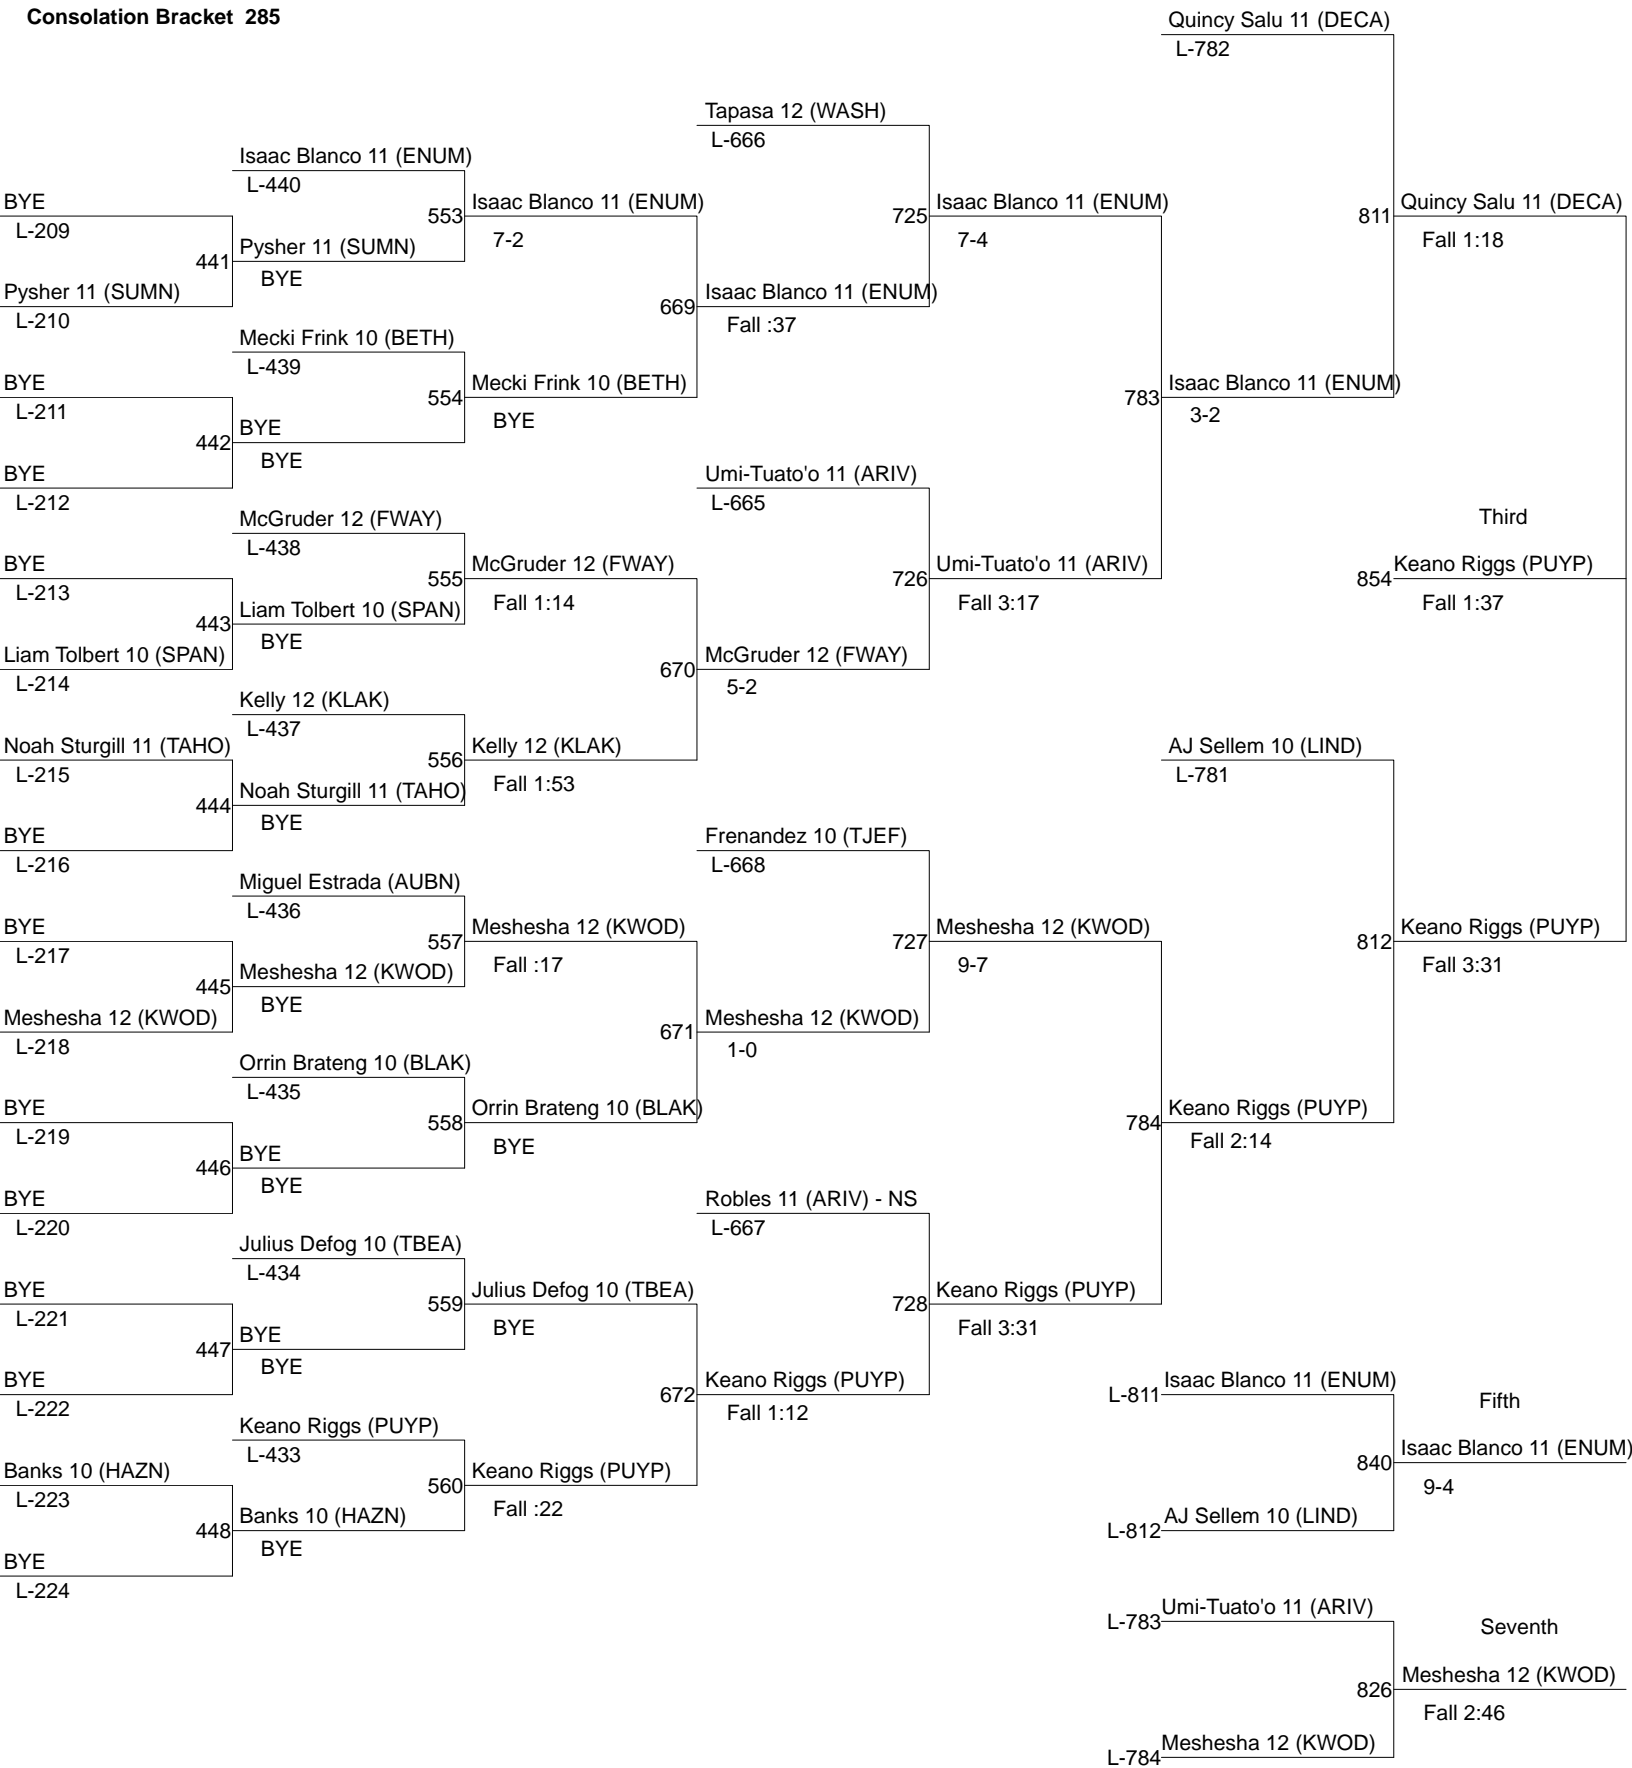 Consolation Bracket 285
BYE
L-209
441
Pysher 11 (SUMN)
L-210
BYE
L-211
442
BYE
L-212
BYE
L-213
443
Liam Tolbert 10 (SPAN)
L-214
Noah Sturgill 11 (TAHO)
L-215
444
BYE
L-216
BYE
L-217
445
Meshesha 12 (KWOD)
L-218
BYE
L-219
446
BYE
L-220
BYE
L-221
447
BYE
L-222
Banks 10 (HAZN)
L-223
448
BYE
L-224
Isaac Blanco 11 (ENUM)
L-440
553
Pysher 11 (SUMN)
BYE
Mecki Frink 10 (BETH)
L-439
554
BYE
BYE
McGruder 12 (FWAY)
L-438
555
Liam Tolbert 10 (SPAN)
BYE
Kelly 12 (KLAK)
L-437
556
Noah Sturgill 11 (TAHO)
BYE
Miguel Estrada (AUBN)
L-436
557
Meshesha 12 (KWOD)
BYE
Orrin Brateng 10 (BLAK)
L-435
558
BYE
BYE
Julius Defog 10 (TBEA)
L-434
559
BYE
BYE
Keano Riggs (PUYP)
L-433
560
Banks 10 (HAZN)
BYE
Isaac Blanco 11 (ENUM)
7-2
669
Mecki Frink 10 (BETH)
BYE
McGruder 12 (FWAY)
Fall 1:14
670
Kelly 12 (KLAK)
Fall 1:53
Meshesha 12 (KWOD)
Fall :17
671
Orrin Brateng 10 (BLAK)
BYE
Julius Defog 10 (TBEA)
BYE
672
Keano Riggs (PUYP)
Fall :22
Tapasa 12 (WASH)
L-666
725
Isaac Blanco 11 (ENUM)
Fall :37
Umi-Tuato'o 11 (ARIV)
L-665
726
McGruder 12 (FWAY)
5-2
Frenandez 10 (TJEF)
L-668
727
Meshesha 12 (KWOD)
1-0
Robles 11 (ARIV) - NS
L-667
728
Keano Riggs (PUYP)
Fall 1:12
Isaac Blanco 11 (ENUM)
7-4
783
Umi-Tuato'o 11 (ARIV)
Fall 3:17
Meshesha 12 (KWOD)
9-7
784
Keano Riggs (PUYP)
Fall 3:31
Quincy Salu 11 (DECA)
L-782
811
Isaac Blanco 11 (ENUM)
3-2
AJ Sellem 10 (LIND)
L-781
812
Keano Riggs (PUYP)
Fall 2:14
Quincy Salu 11 (DECA)
Fall 1:18
Third
854
Keano Riggs (PUYP)
Fall 1:37
Keano Riggs (PUYP)
Fall 3:31
L-811
Isaac Blanco 11 (ENUM)
Fifth
840
Isaac Blanco 11 (ENUM)
9-4
L-812
AJ Sellem 10 (LIND)
L-783
Umi-Tuato'o 11 (ARIV)
Seventh
826
Meshesha 12 (KWOD)
Fall 2:46
L-784
Meshesha 12 (KWOD)